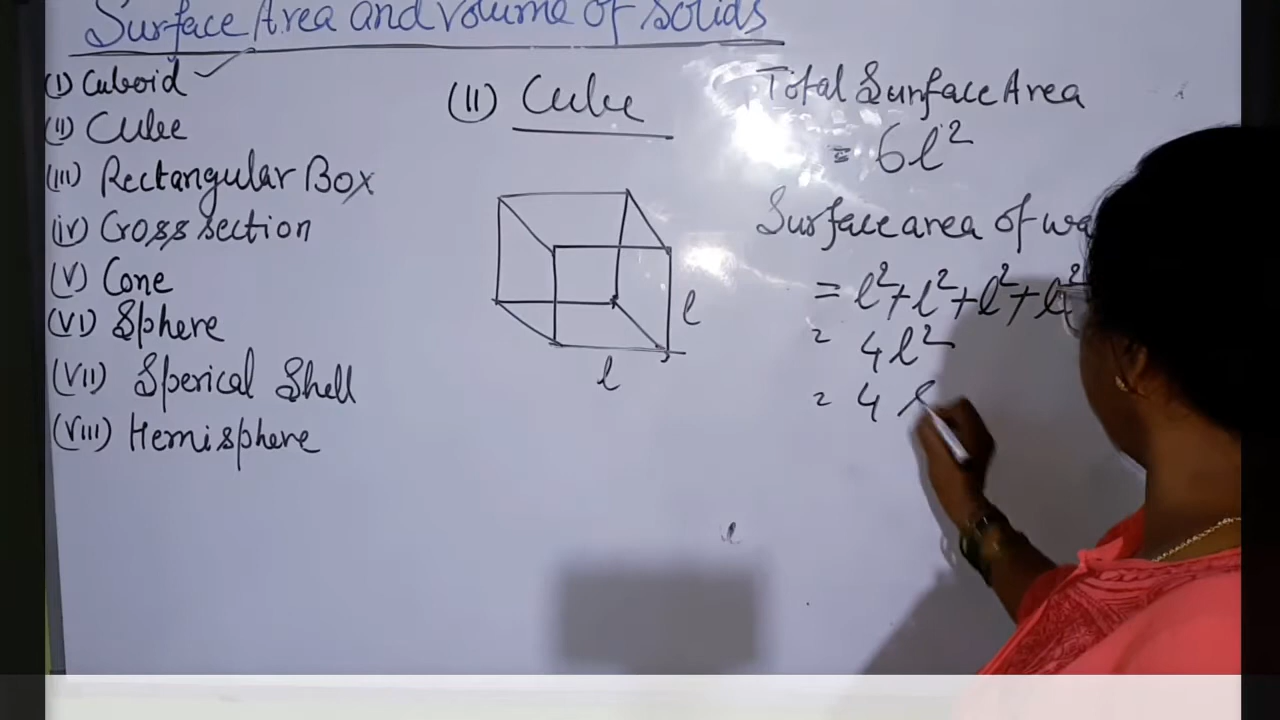 Surface Area and volume of solids
(I) Cuboid ✓
(II) Cube
(III) Rectangular Box
(iv) Cross section
(V) Cone
(VI) Sphere
(VII) Sperical Shell
(VIII) Hemisphere
(II) Cube
l
l
Total Surface Area
= 6l²
Surface area of
= l² + l² + l² + l²
= 4l²
= 4
l